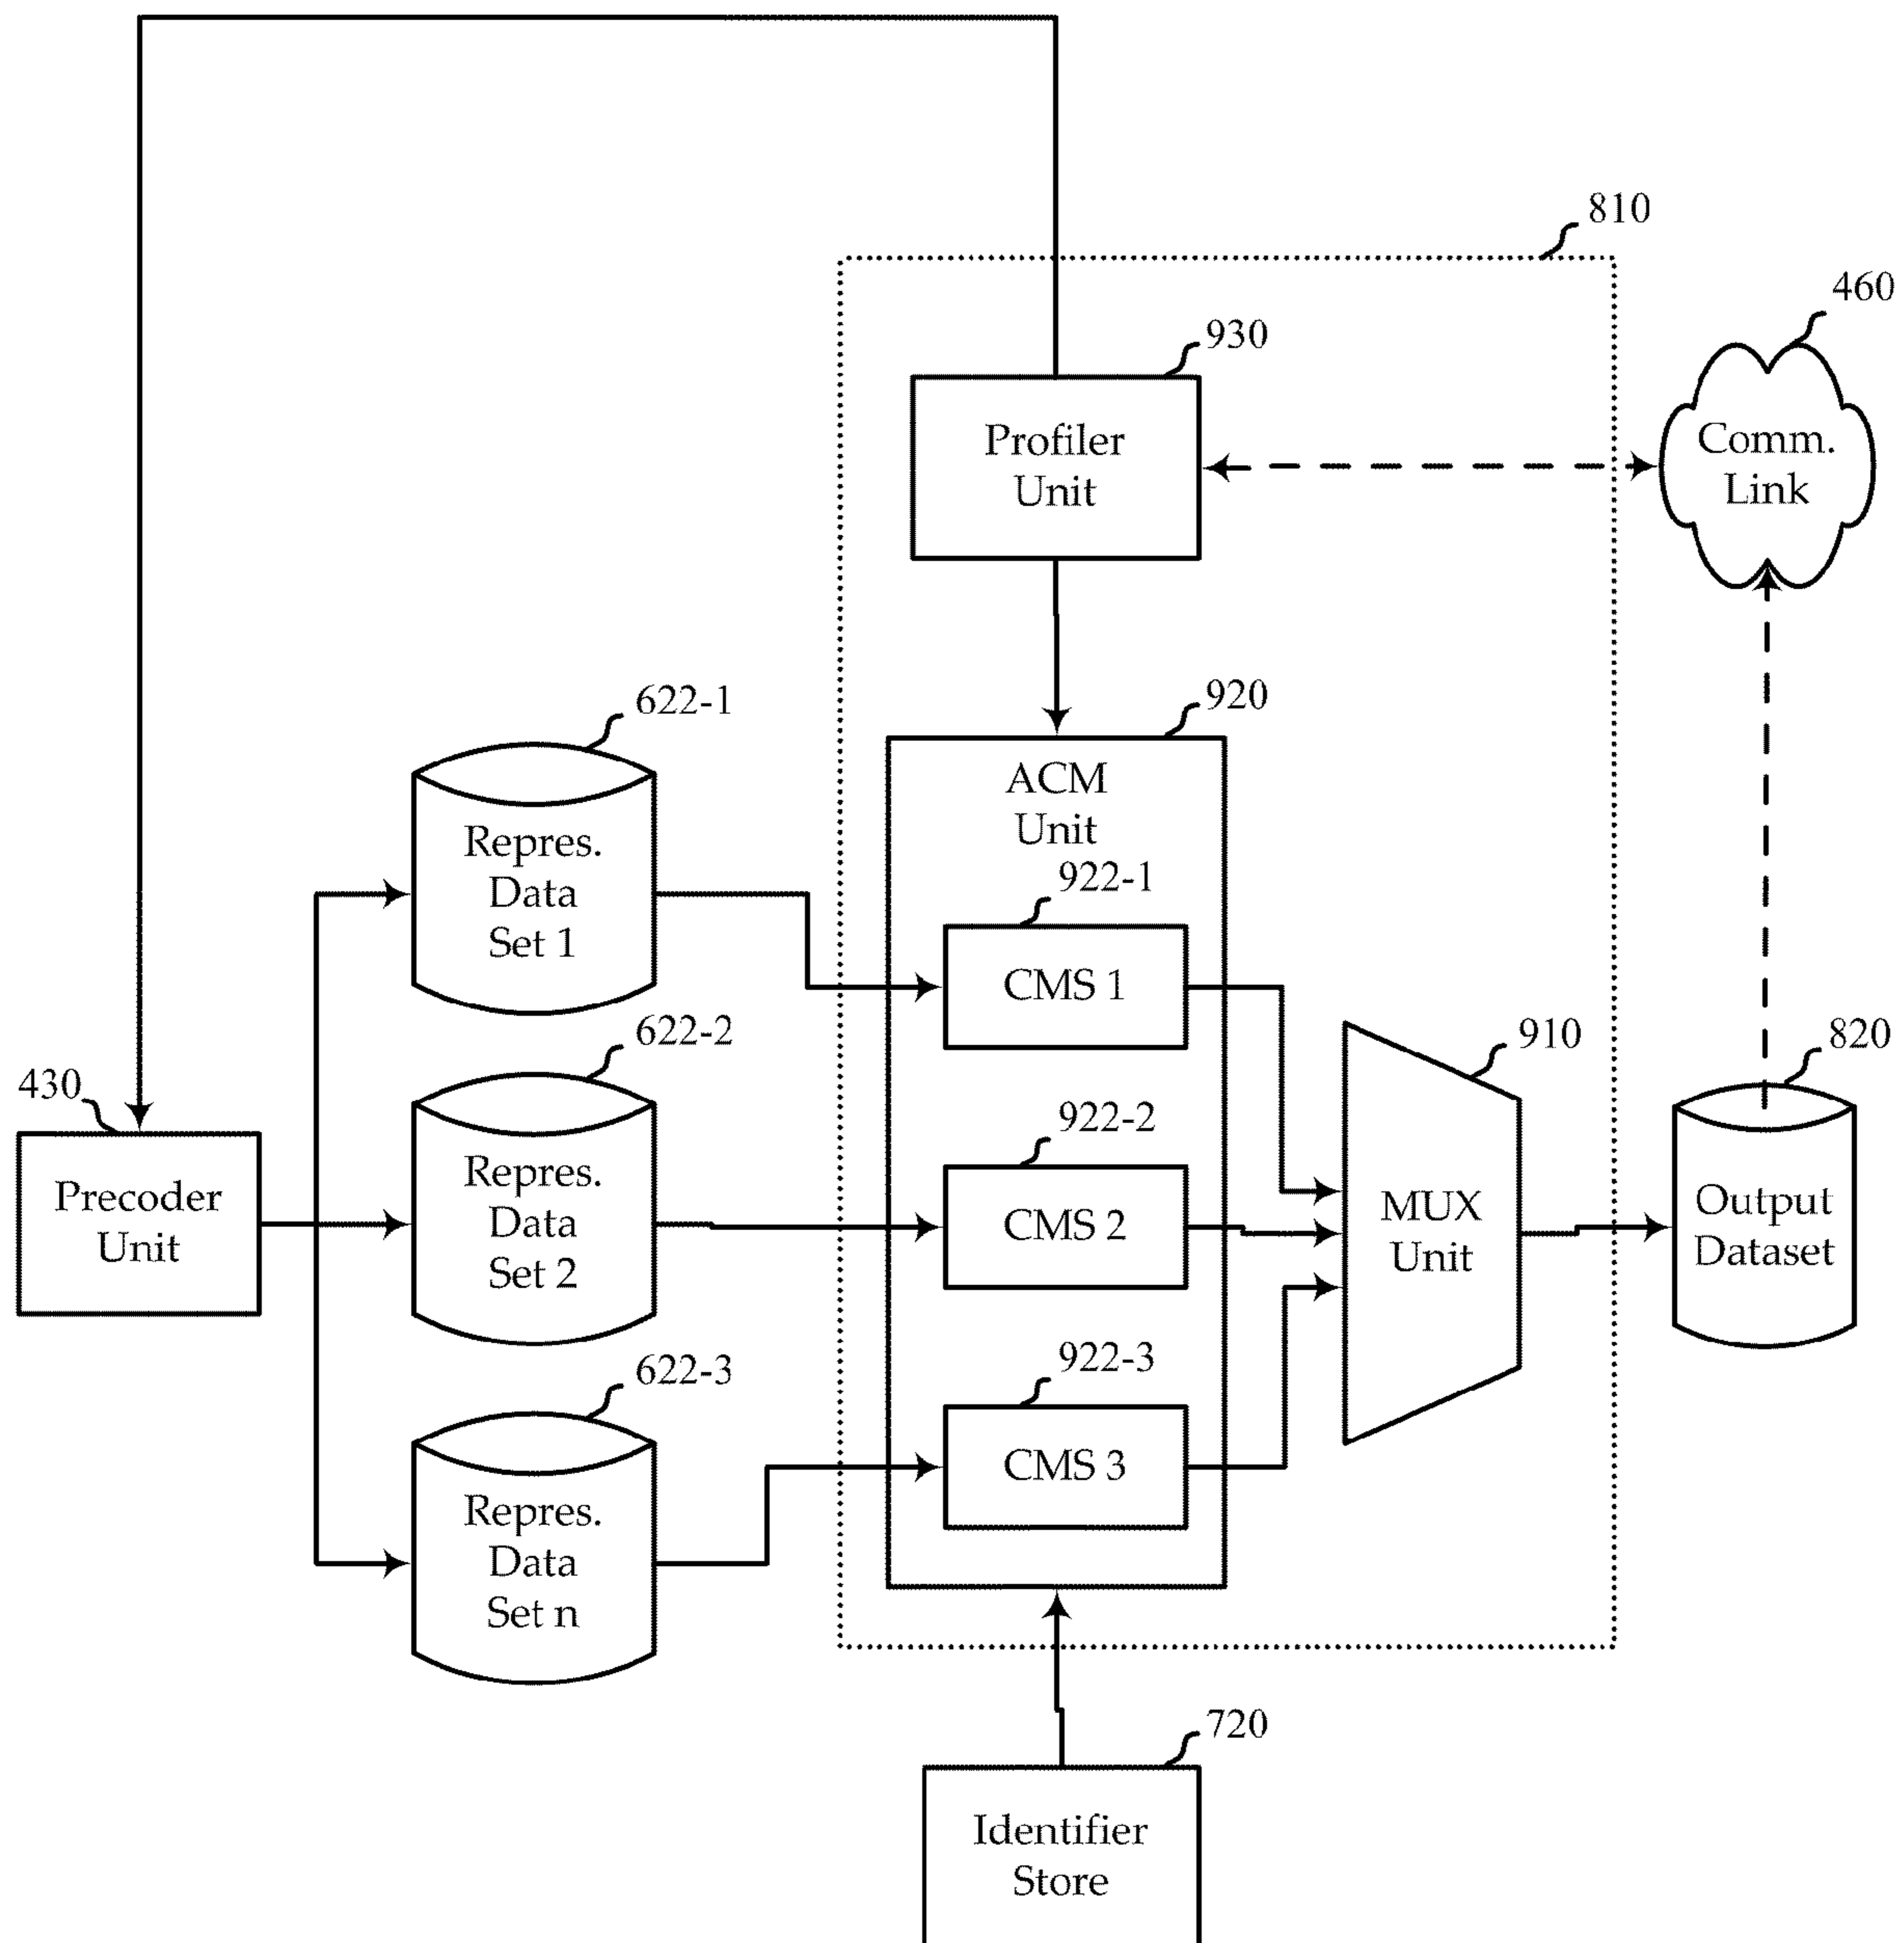 810
460
930
Profiler
Unit
Comm.
Link
622-1
920
ACM
Unit
Repres.
Data
Set 1
922-1
CMS 1
622-2
910
820
430
922-2
Precoder
Unit
Repres.
Data
Set 2
CMS 2
MUX
Unit
Output
Dataset
622-3
922-3
CMS 3
Repres.
Data
Set n
720
Identifier
Store